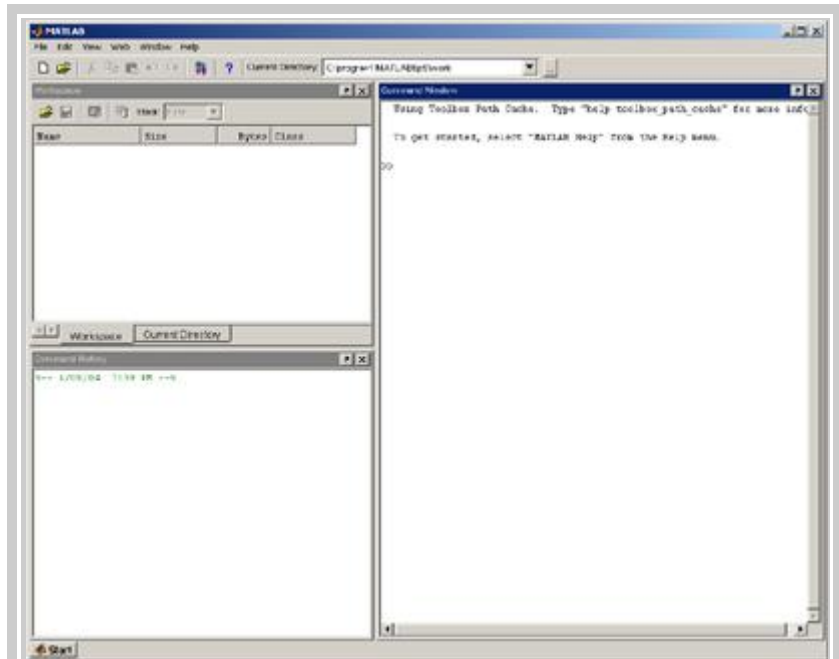 MATLAB
File Edit View Web Window Help
? Current Directory:
Workspace
Stack:
Name Size Bytes Class
Workspace Current Directory
Command History
Command Window
Using Toolbox Path Cache. Type "help toolbox_path_cache" for more info
To get started, select "MATLAB Help" from the Help menu.
>>
Start